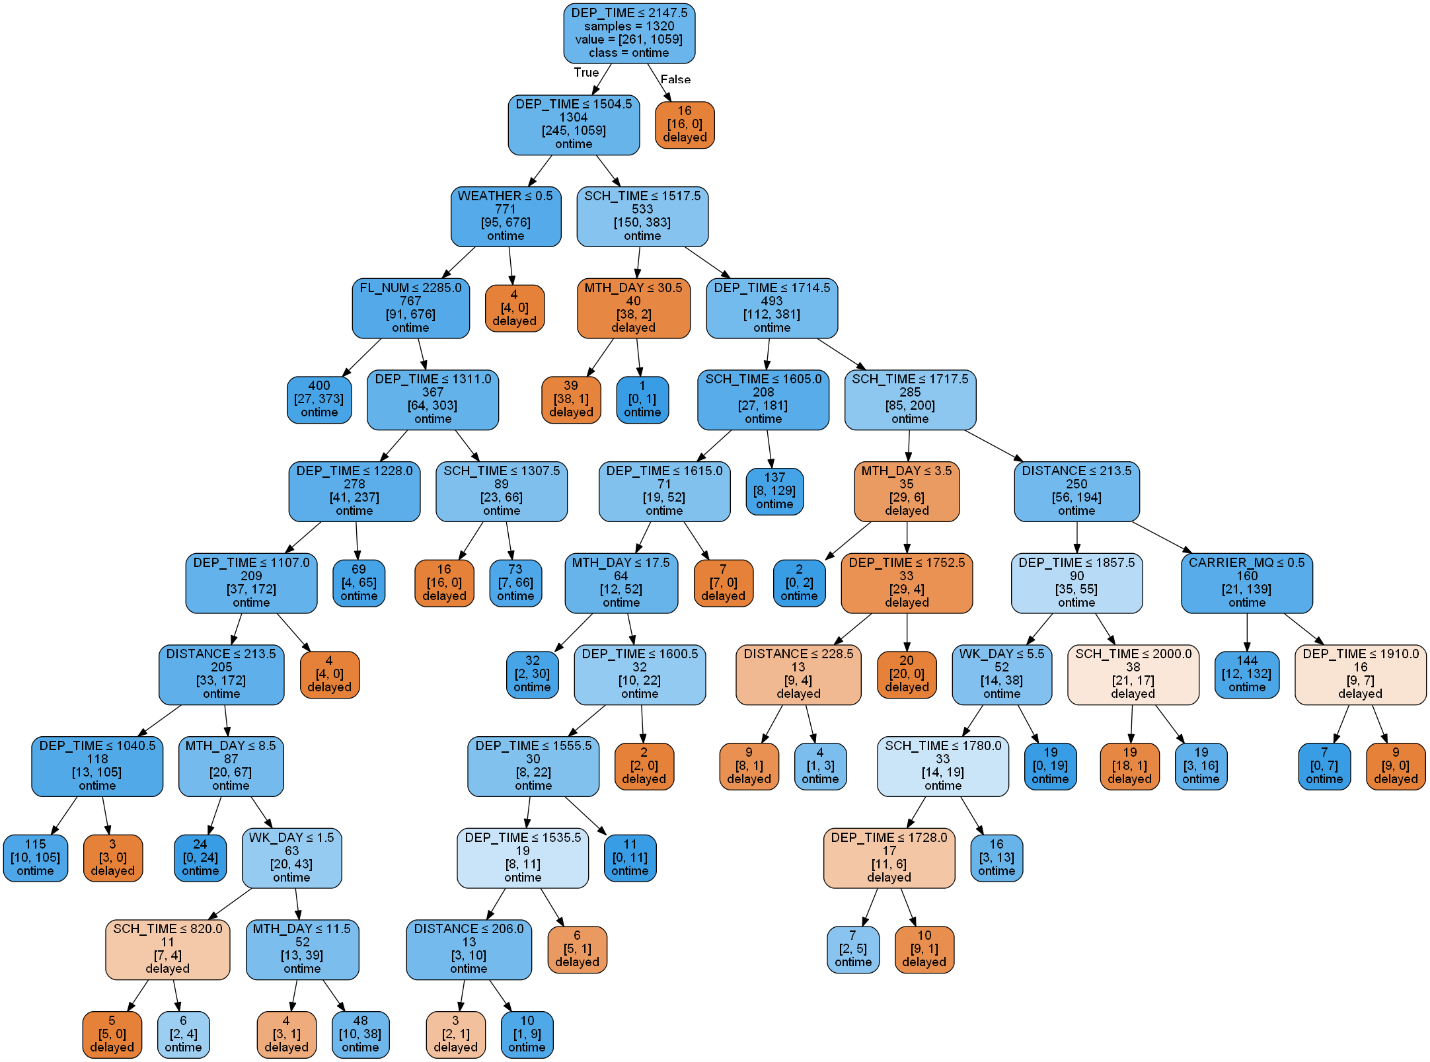 DEP_TIME ≤ 2147.5
samples = 1320
value = [261, 1059]
class = ontime
True
False
DEP_TIME ≤ 1504.5
1304
[245, 1059]
ontime
16
[16, 0]
delayed
WEATHER ≤ 0.5
771
[95, 676]
ontime
SCH_TIME ≤ 1517.5
533
[150, 383]
ontime
FL_NUM ≤ 2285.0
767
[91, 676]
ontime
4
[4, 0]
delayed
MTH_DAY ≤ 30.5
40
[38, 2]
delayed
DEP_TIME ≤ 1714.5
493
[112, 381]
ontime
400
[27, 373]
ontime
DEP_TIME ≤ 1311.0
367
[64, 303]
ontime
39
[38, 1]
delayed
1
[0, 1]
ontime
SCH_TIME ≤ 1605.0
208
[27, 181]
ontime
SCH_TIME ≤ 1717.5
285
[85, 200]
ontime
DEP_TIME ≤ 1228.0
278
[41, 237]
ontime
SCH_TIME ≤ 1307.5
89
[23, 66]
ontime
DEP_TIME ≤ 1615.0
71
[19, 52]
ontime
137
[8, 129]
ontime
MTH_DAY ≤ 3.5
35
[29, 6]
delayed
DISTANCE ≤ 213.5
250
[56, 194]
ontime
DEP_TIME ≤ 1107.0
209
[37, 172]
ontime
69
[4, 65]
ontime
16
[16, 0]
delayed
73
[7, 66]
ontime
MTH_DAY ≤ 17.5
64
[12, 52]
ontime
7
[7, 0]
delayed
2
[0, 2]
ontime
DEP_TIME ≤ 1752.5
33
[29, 4]
delayed
DEP_TIME ≤ 1857.5
90
[35, 55]
ontime
CARRIER_MQ ≤ 0.5
160
[21, 139]
ontime
DISTANCE ≤ 213.5
205
[33, 172]
ontime
4
[4, 0]
delayed
32
[2, 30]
ontime
DEP_TIME ≤ 1600.5
32
[10, 22]
ontime
DISTANCE ≤ 228.5
13
[9, 4]
delayed
20
[20, 0]
delayed
WK_DAY ≤ 5.5
52
[14, 38]
ontime
SCH_TIME ≤ 2000.0
38
[21, 17]
delayed
144
[12, 132]
ontime
DEP_TIME ≤ 1910.0
16
[9, 7]
delayed
DEP_TIME ≤ 1040.5
118
[13, 105]
ontime
MTH_DAY ≤ 8.5
87
[20, 67]
ontime
DEP_TIME ≤ 1555.5
30
[8, 22]
ontime
2
[2, 0]
delayed
9
[8, 1]
delayed
4
[1, 3]
ontime
SCH_TIME ≤ 1780.0
33
[14, 19]
ontime
19
[0, 19]
ontime
19
[18, 1]
delayed
19
[3, 16]
ontime
7
[0, 7]
ontime
9
[9, 0]
delayed
115
[10, 105]
ontime
3
[3, 0]
delayed
24
[0, 24]
ontime
WK_DAY ≤ 1.5
63
[20, 43]
ontime
DEP_TIME ≤ 1535.5
19
[8, 11]
ontime
11
[0, 11]
ontime
DEP_TIME ≤ 1728.0
17
[11, 6]
delayed
16
[3, 13]
ontime
SCH_TIME ≤ 820.0
11
[7, 4]
delayed
MTH_DAY ≤ 11.5
52
[13, 39]
ontime
DISTANCE ≤ 206.0
13
[3, 10]
ontime
6
[5, 1]
delayed
7
[2, 5]
ontime
10
[9, 1]
delayed
5
[5, 0]
delayed
6
[2, 4]
ontime
4
[3, 1]
delayed
48
[10, 38]
ontime
3
[2, 1]
delayed
10
[1, 9]
ontime